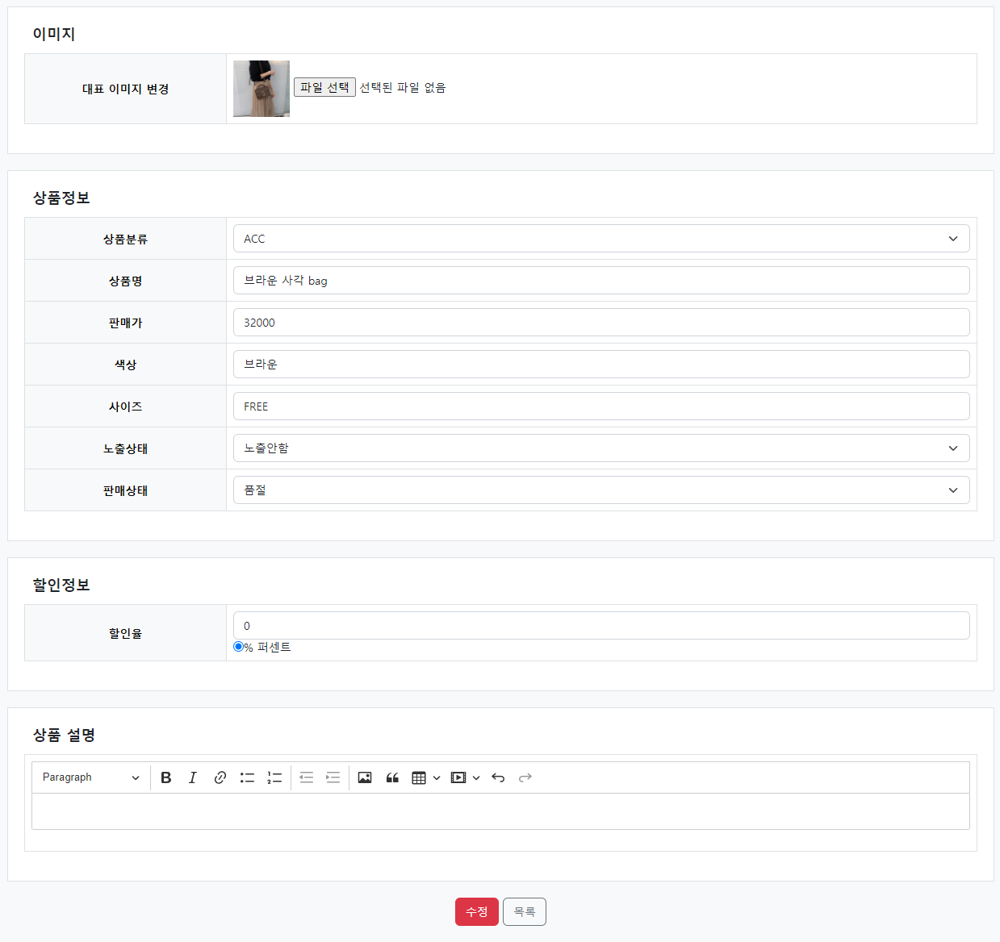 이미지
대표 이미지 변경
파일 선택 선택된 파일 없음
상품정보
상품분류 ACC
상품명 브라운 사각 bag
판매가 32000
색상 브라운
사이즈 FREE
노출상태 노출안함
판매상태 품절
할인정보
할인율 0
% 퍼센트
상품 설명
Paragraph B I
수정 목록